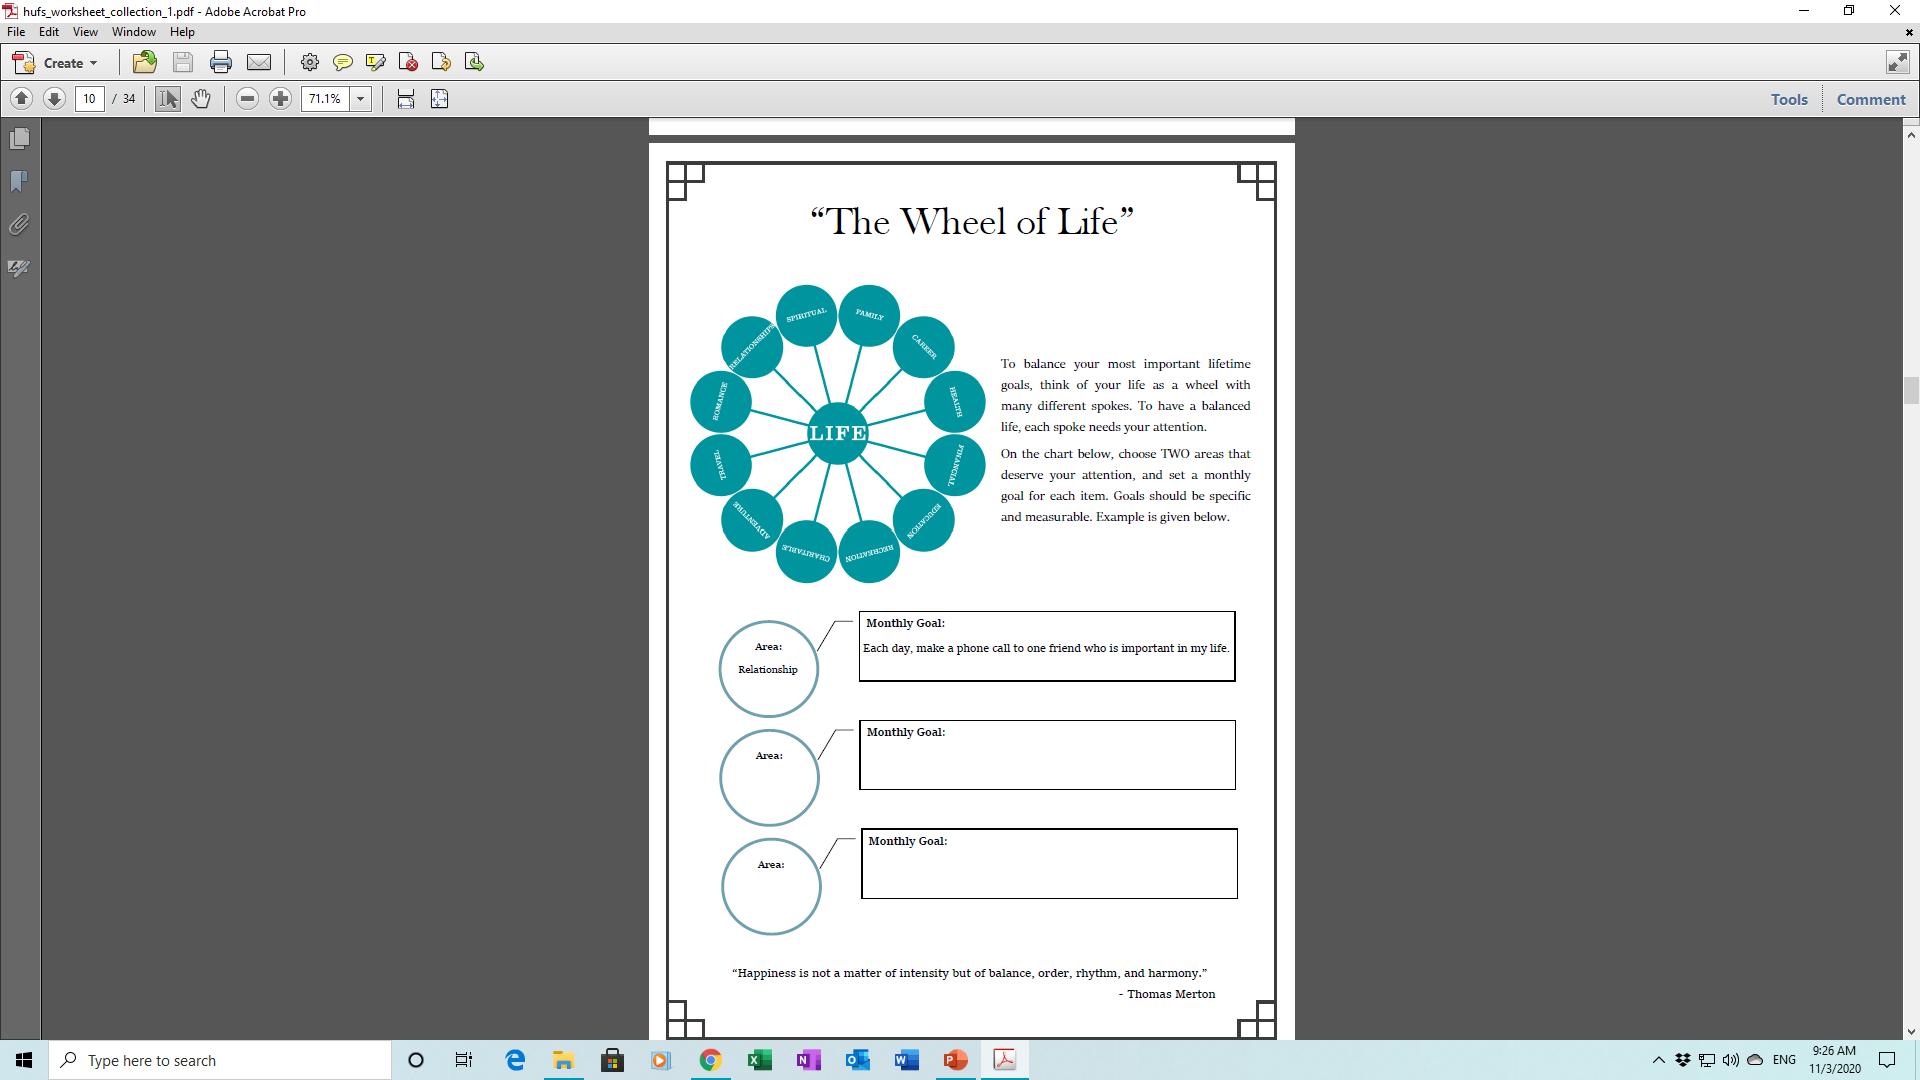 hufs_worksheet_collection_1.pdf - Adobe Acrobat Pro
File Edit View Window Help
Create
10 / 34
71.1%
Tools Comment
“The Wheel of Life”
SPIRITUAL
FAMILY
RELATIONSHIPS
CAREER
ROMANCE
HEALTH
LIFE
TRAVEL
FINANCIAL
ADVENTURE
EDUCATION
CHARITABLE
RECREATION
To balance your most important lifetime
goals, think of your life as a wheel with
many different spokes. To have a balanced
life, each spoke needs your attention.
On the chart below, choose TWO areas that
deserve your attention, and set a monthly
goal for each item. Goals should be specific
and measurable. Example is given below.
Area:
Relationship
Monthly Goal:
Each day, make a phone call to one friend who is important in my life.
Area:
Monthly Goal:
Area:
Monthly Goal:
“Happiness is not a matter of intensity but of balance, order, rhythm, and harmony.”
- Thomas Merton
Type here to search
ENG
9:26 AM
11/3/2020